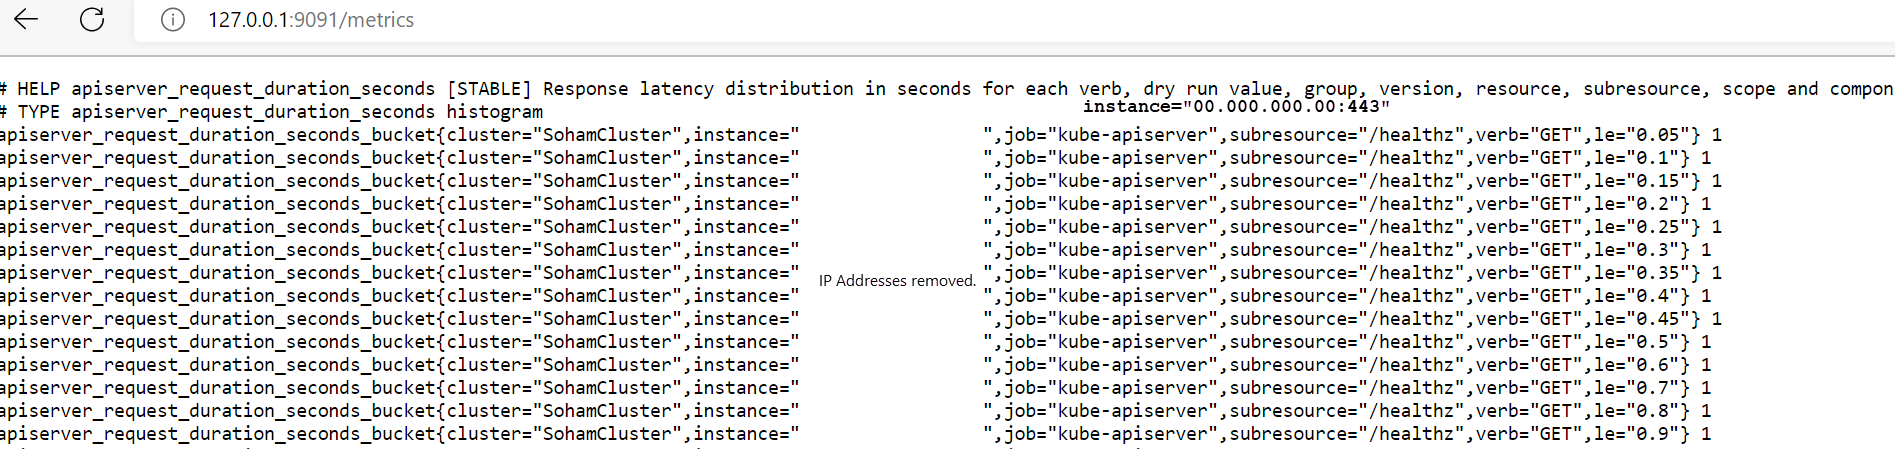 127.0.0.1:9091/metrics
# HELP apiserver_request_duration_seconds [STABLE] Response latency distribution in seconds for each verb, dry run value, group, version, resource, subresource, scope and compon
instance="00.000.000.00:443"
# TYPE apiserver_request_duration_seconds histogram
apiserver_request_duration_seconds_bucket{cluster="SohamCluster",instance=" ",job="kube-apiserver",subresource="/healthz",verb="GET",le="0.05"} 1
apiserver_request_duration_seconds_bucket{cluster="SohamCluster",instance=" ",job="kube-apiserver",subresource="/healthz",verb="GET",le="0.1"} 1
apiserver_request_duration_seconds_bucket{cluster="SohamCluster",instance=" ",job="kube-apiserver",subresource="/healthz",verb="GET",le="0.15"} 1
apiserver_request_duration_seconds_bucket{cluster="SohamCluster",instance=" ",job="kube-apiserver",subresource="/healthz",verb="GET",le="0.2"} 1
apiserver_request_duration_seconds_bucket{cluster="SohamCluster",instance=" ",job="kube-apiserver",subresource="/healthz",verb="GET",le="0.25"} 1
apiserver_request_duration_seconds_bucket{cluster="SohamCluster",instance=" ",job="kube-apiserver",subresource="/healthz",verb="GET",le="0.3"} 1
apiserver_request_duration_seconds_bucket{cluster="SohamCluster",instance=" ",job="kube-apiserver",subresource="/healthz",verb="GET",le="0.35"} 1
IP Addresses removed.
apiserver_request_duration_seconds_bucket{cluster="SohamCluster",instance=" ",job="kube-apiserver",subresource="/healthz",verb="GET",le="0.4"} 1
apiserver_request_duration_seconds_bucket{cluster="SohamCluster",instance=" ",job="kube-apiserver",subresource="/healthz",verb="GET",le="0.45"} 1
apiserver_request_duration_seconds_bucket{cluster="SohamCluster",instance=" ",job="kube-apiserver",subresource="/healthz",verb="GET",le="0.5"} 1
apiserver_request_duration_seconds_bucket{cluster="SohamCluster",instance=" ",job="kube-apiserver",subresource="/healthz",verb="GET",le="0.6"} 1
apiserver_request_duration_seconds_bucket{cluster="SohamCluster",instance=" ",job="kube-apiserver",subresource="/healthz",verb="GET",le="0.7"} 1
apiserver_request_duration_seconds_bucket{cluster="SohamCluster",instance=" ",job="kube-apiserver",subresource="/healthz",verb="GET",le="0.8"} 1
apiserver_request_duration_seconds_bucket{cluster="SohamCluster",instance=" ",job="kube-apiserver",subresource="/healthz",verb="GET",le="0.9"} 1